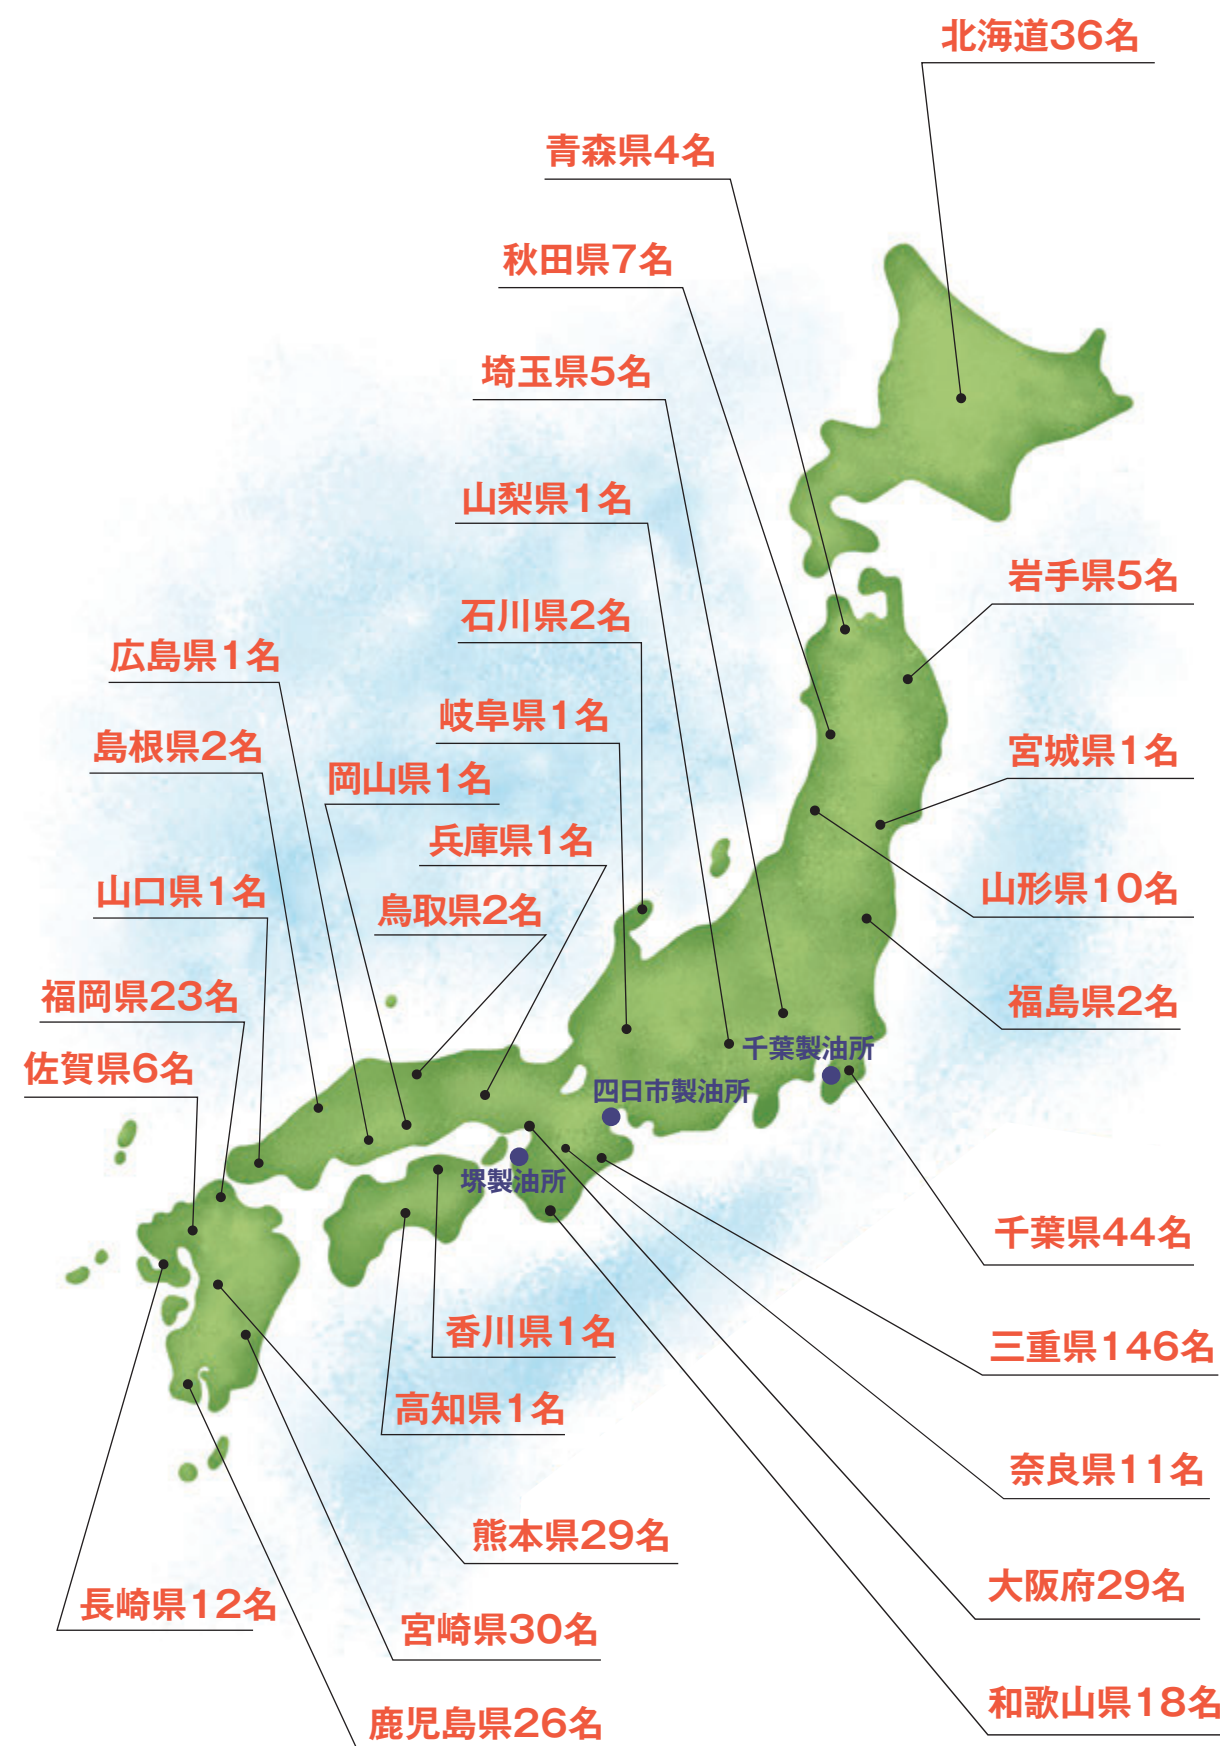 北海道36名
青森県4名
秋田県7名
埼玉県5名
山梨県1名
岩手県5名
石川県2名
広島県1名
岐阜県1名
島根県2名
宮城県1名
岡山県1名
兵庫県1名
山口県1名
鳥取県2名
山形県10名
福岡県23名
福島県2名
佐賀県6名
千葉製油所
四日市製油所
堺製油所
千葉県44名
香川県1名
三重県146名
高知県1名
奈良県11名
熊本県29名
大阪府29名
長崎県12名
宮崎県30名
和歌山県18名
鹿児島県26名